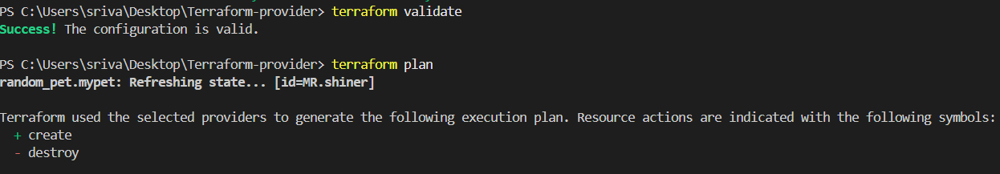 PS C:\Users\sriva\Desktop\Terraform-provider> terraform validate
Success! The configuration is valid.
PS C:\Users\sriva\Desktop\Terraform-provider> terraform plan
random_pet.mypet: Refreshing state... [id=MR.shiner]
Terraform used the selected providers to generate the following execution plan. Resource actions are indicated with the following symbols:
+ create
- destroy